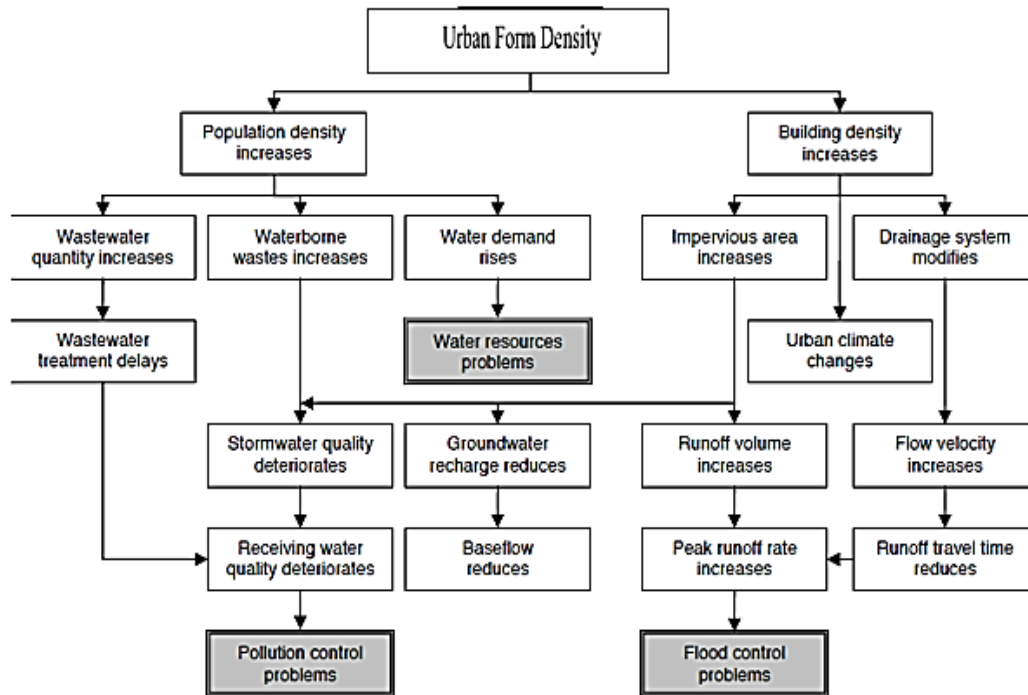 Urban Form Density
Population density
increases
Building density
increases
Wastewater
quantity increases
Waterborne
wastes increases
Water demand
rises
Impervious area
increases
Drainage system
modifies
Wastewater
treatment delays
Water resources
problems
Urban climate
changes
Stormwater quality
deteriorates
Groundwater
recharge reduces
Runoff volume
increases
Flow velocity
increases
Receiving water
quality deteriorates
Baseflow
reduces
Peak runoff rate
increases
Runoff travel time
reduces
Pollution control
problems
Flood control
problems